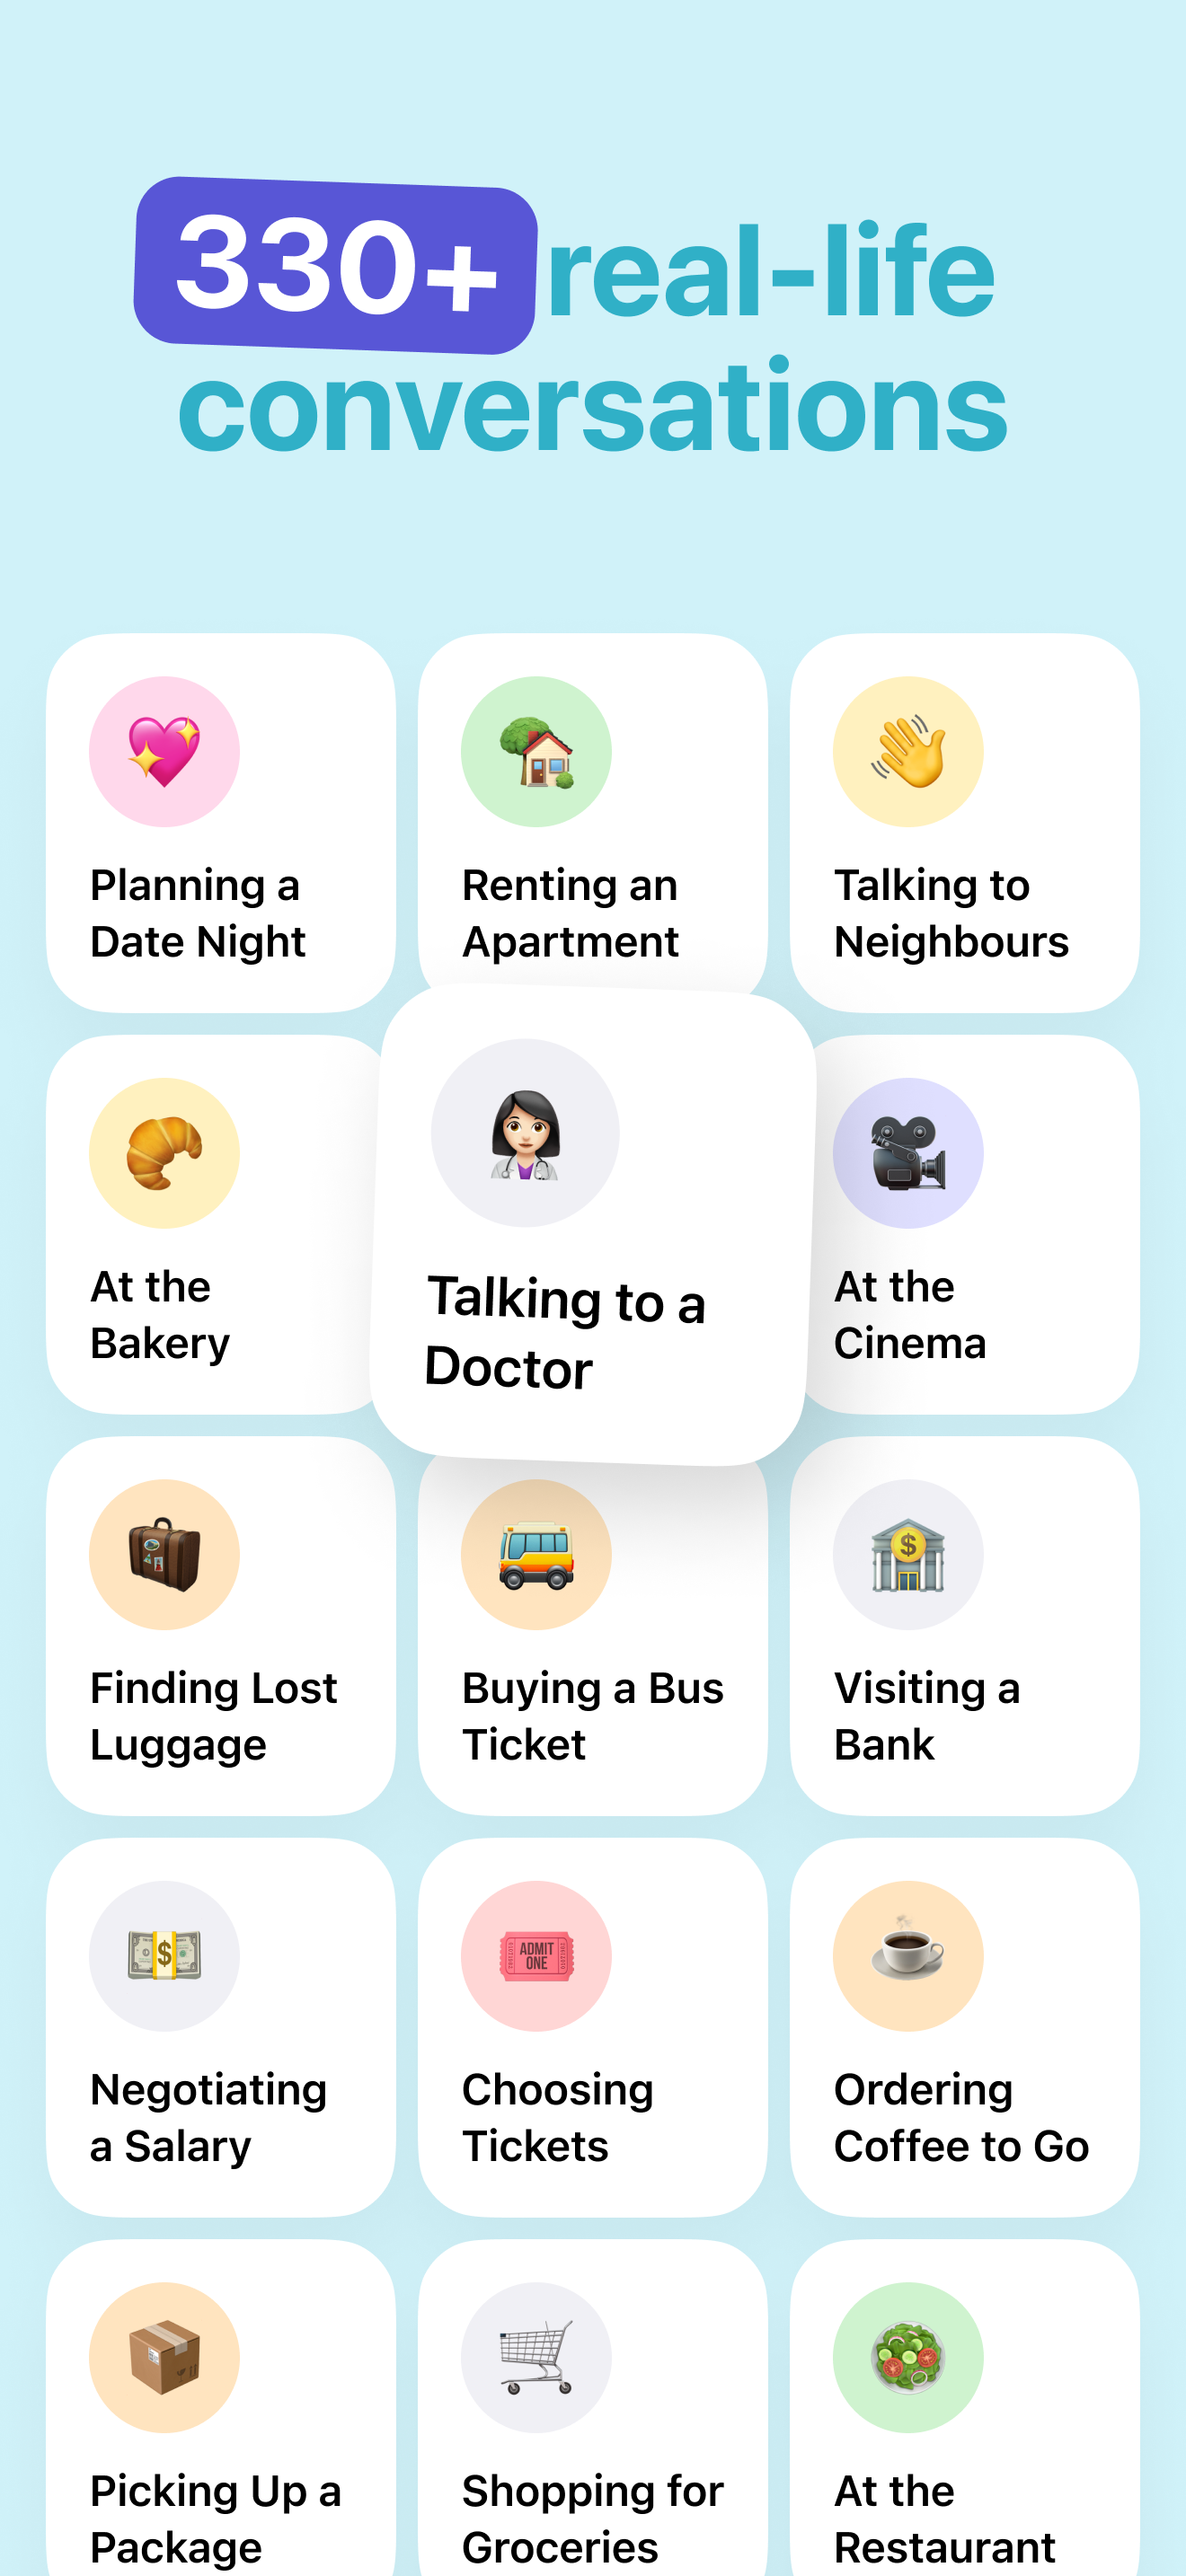 330+ real-life
conversations
Planning a
Date Night
Renting an
Apartment
Talking to
Neighbours
At the
Bakery
Talking to a
Doctor
At the
Cinema
Finding Lost
Luggage
Buying a Bus
Ticket
$
Visiting a
Bank
$
Negotiating
a Salary
ADMIT
ONE
Choosing
Tickets
Ordering
Coffee to Go
Picking Up a
Package
Shopping for
Groceries
At the
Restaurant